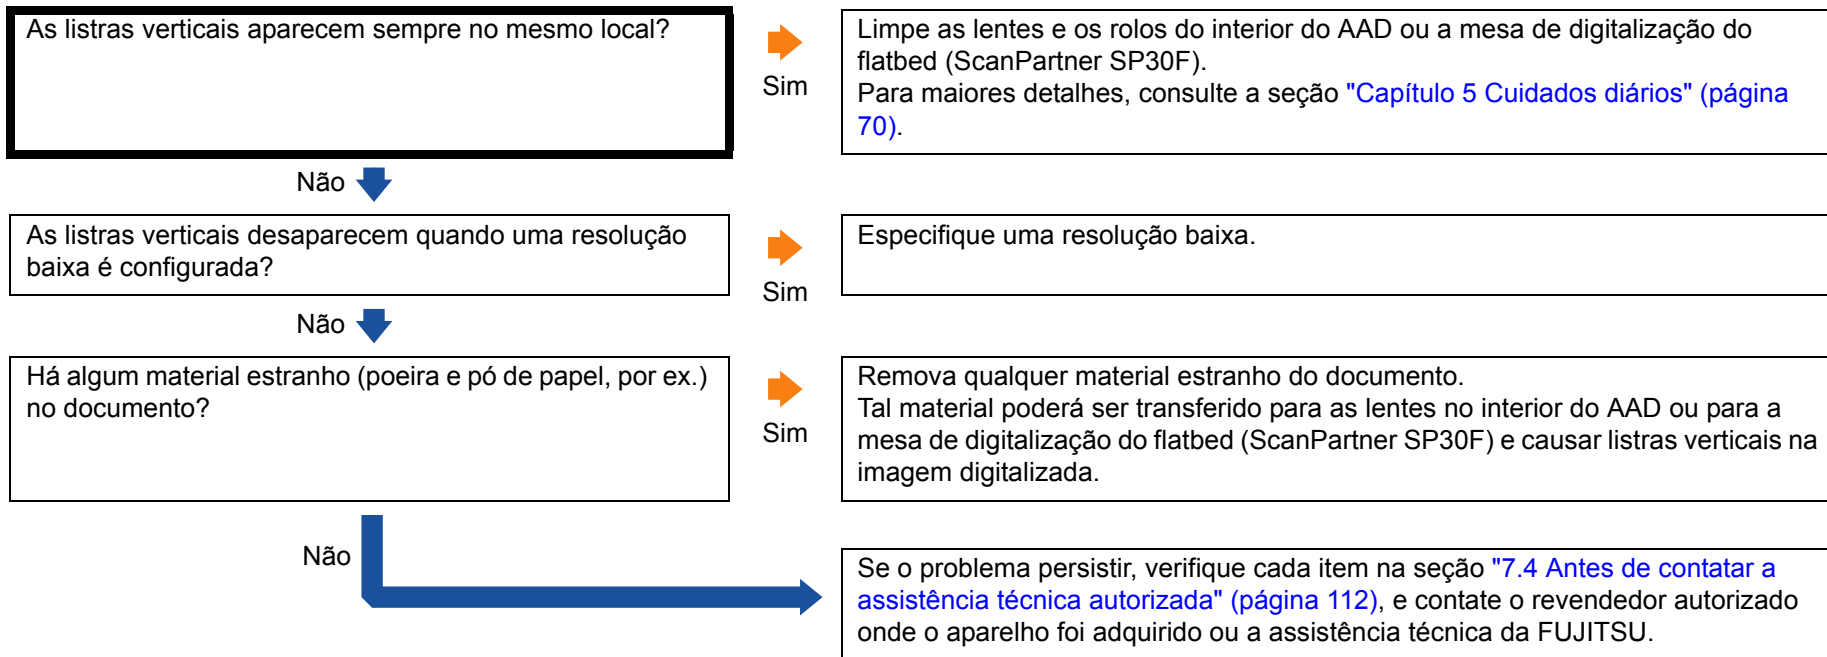 As listras verticais aparecem sempre no mesmo local?
Sim
Limpe as lentes e os rolos do interior do AAD ou a mesa de digitalização do
flatbed (ScanPartner SP30F).
Para maiores detalhes, consulte a seção "Capítulo 5 Cuidados diários" (página
70).
Não
As listras verticais desaparecem quando uma resolução
baixa é configurada?
Sim
Especifique uma resolução baixa.
Não
Há algum material estranho (poeira e pó de papel, por ex.)
no documento?
Sim
Remova qualquer material estranho do documento.
Tal material poderá ser transferido para as lentes no interior do AAD ou para a
mesa de digitalização do flatbed (ScanPartner SP30F) e causar listras verticais na
imagem digitalizada.
Não
Se o problema persistir, verifique cada item na seção "7.4 Antes de contatar a
assistência técnica autorizada" (página 112), e contate o revendedor autorizado
onde o aparelho foi adquirido ou a assistência técnica da FUJITSU.